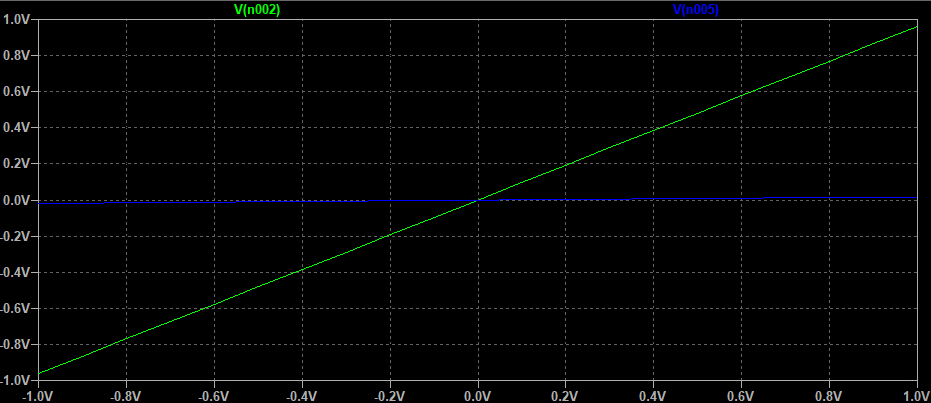 V(n002) V(n005)
1.0V
0.8V
0.6V
0.4V
0.2V
0.0V
-0.2V
-0.4V
-0.6V
-0.8V
-1.0V
-1.0V -0.8V -0.6V -0.4V -0.2V 0.0V 0.2V 0.4V 0.6V 0.8V 1.0V